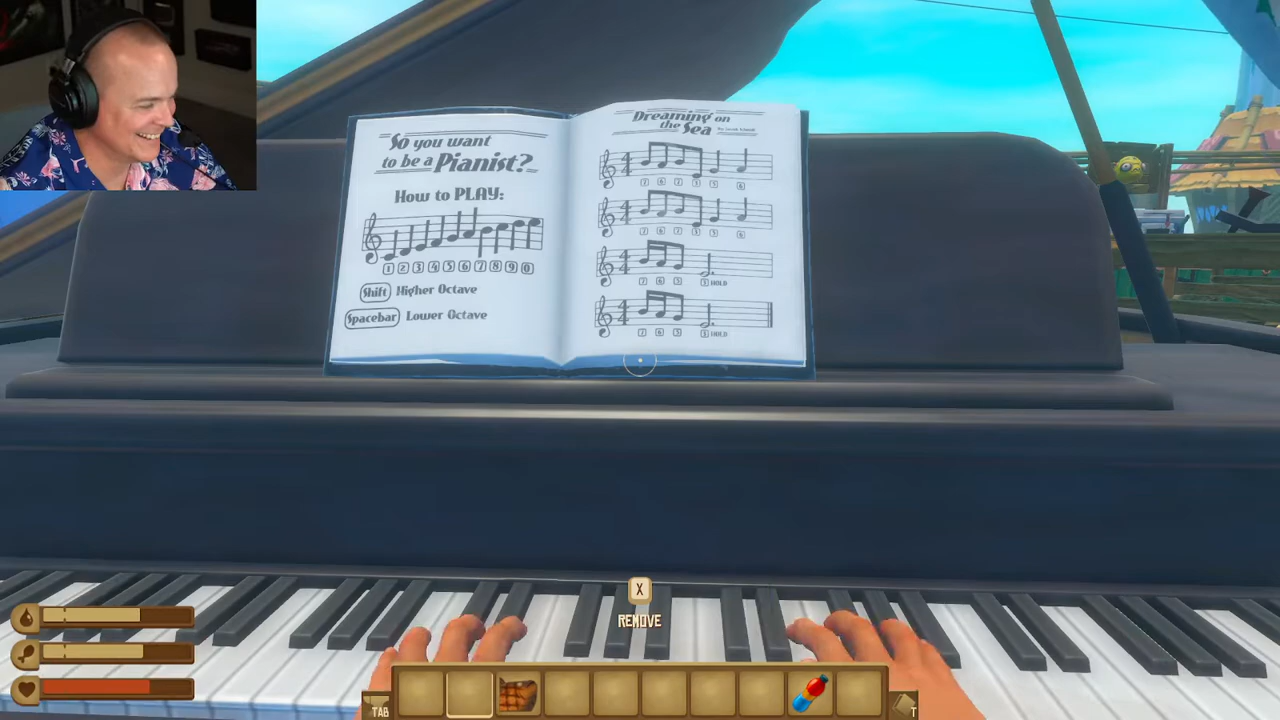 So you want
to be a Pianist?
How to PLAY:
1 2 3 4 5 6 7 8 9 0
Shift Higher Octave
Spacebar Lower Octave
Dreaming on
the Sea
HOLD
HOLD
X
REMOVE
TAB
T